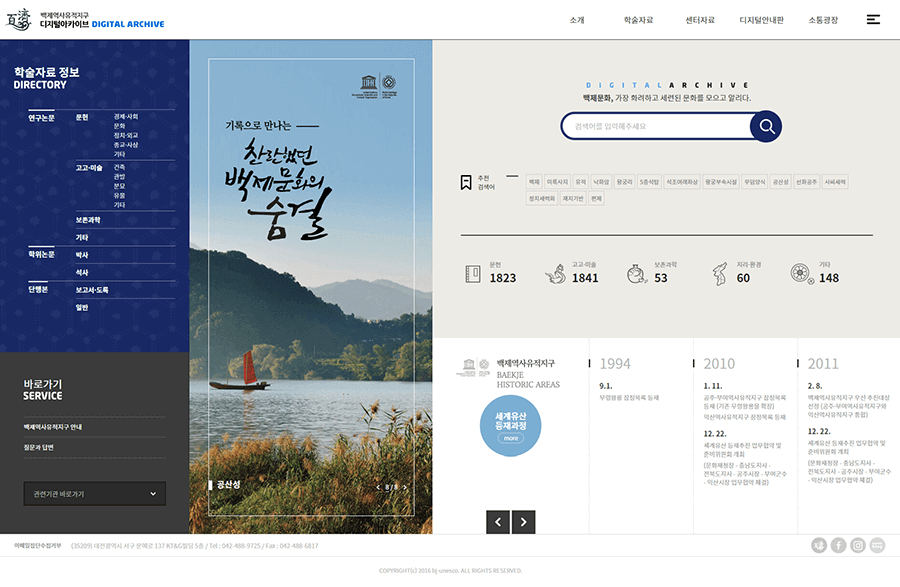 백제역사유적지구
디지털아카이브 DIGITAL ARCHIVE
소개 학술자료 센터자료 디지털안내판 소통광장
학술자료 정보
DIRECTORY
연구논문 문헌 경제·사회
문화
정치·외교
종교·사상
기타
고고·미술 건축
관방
분묘
유물
기타
보존과학
기타
학위논문 박사
석사
단행본 보고서·도록
일반
바로가기
SERVICE
백제역사유적지구 안내
질문과 답변
관련기관 바로가기
기록으로 만나는
찬란했던
백제문화의
숨결
공산성
8/8
DIGITAL ARCHIVE
백제문화, 가장 화려하고 세련된 문화를 모으고 알리다.
검색어를 입력해주세요
추천
검색어
백제 미륵사지 유적 낙화암 왕궁리 5층석탑 석조여래좌상 왕궁부속시설 무덤양식 공산성 선화공주 사씨세력
정치세력화 재지기반 편제
문헌
1823
고고·미술
1841
보존과학
53
지리·환경
60
기타
148
백제역사유적지구
BAEKJE
HISTORIC AREAS
세계유산
등재과정
more
1994
9.1.
무령왕릉 잠정목록 등재
2010
1. 11.
공주·부여역사유적지구 잠정목록
등재 (기존 무령왕릉을 확장)
익산역사유적지구 잠정목록 등재
12. 22.
세계유산 등재추진 업무협약 및
준비위원회 개최
(문화재청장 · 충남도지사 ·
전북도지사 · 공주시장 · 부여군수
· 익산시장 업무협약 체결)
2011
2. 8.
백제역사유적지구 우선 추진대상
선정 (공주·부여역사유적지구와
익산역사유적지구 통합)
12. 22.
세계유산 등재추진 업무협약 및
준비위원회 개최
(문화재청장 · 충남도지사 ·
전북도지사 · 공주시장 · 부여군수
· 익산시장 업무협약 체결)
이메일집단수집거부 (35209) 대전광역시 서구 문예로 137 KT&G빌딩 5층 / Tel : 042-488-9725 / Fax : 042-488-6817
COPYRIGHT(c) 2016 bj-unesco. ALL RIGHTS RESERVED.